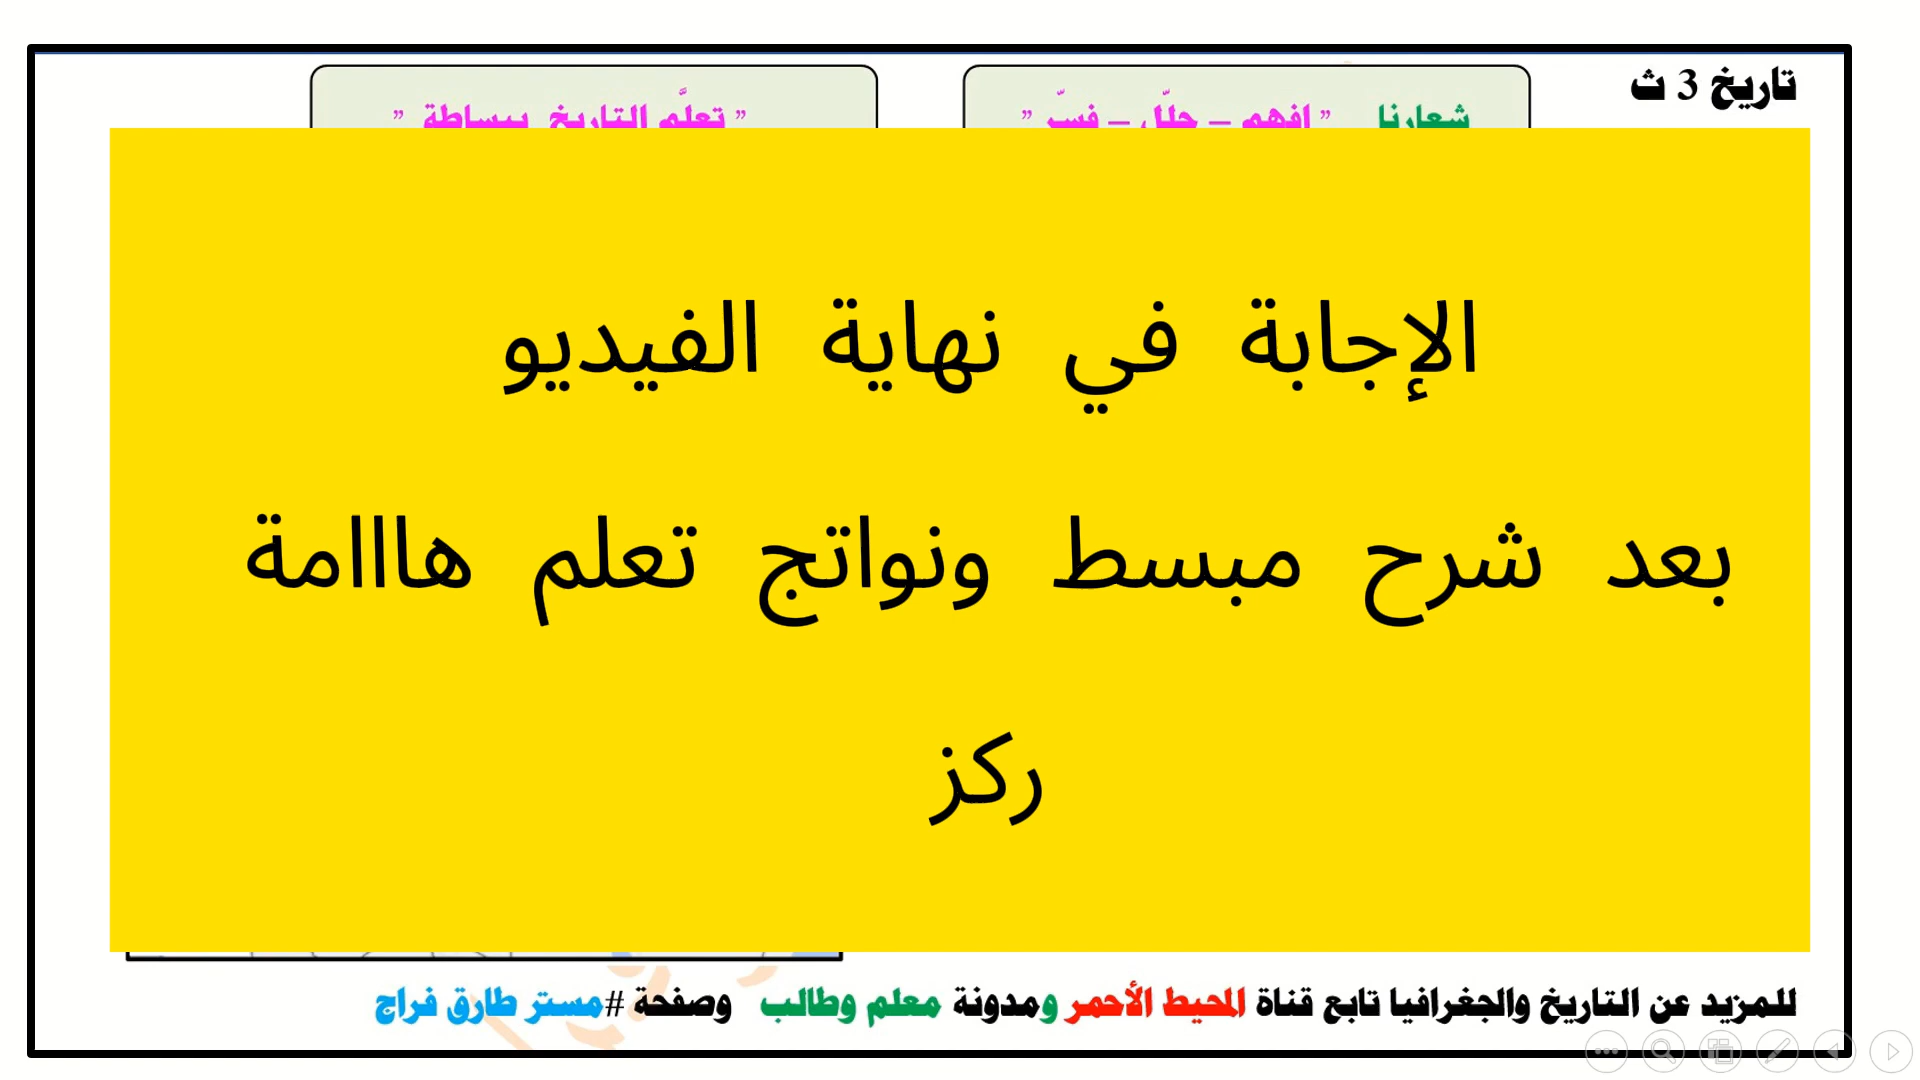 تاريخ 3 ث
شعارنا " افهم – حلّل – فسّر "
" تعلَّم التاريخ ببساطة "
الإجابة في نهاية الفيديو
بعد شرح مبسط ونواتج تعلم هااامة
ركز
للمزيد عن التاريخ والجغرافيا تابع قناة المحيط الأحمر ومدونة معلم وطالب وصفحة #مستر طارق فراج